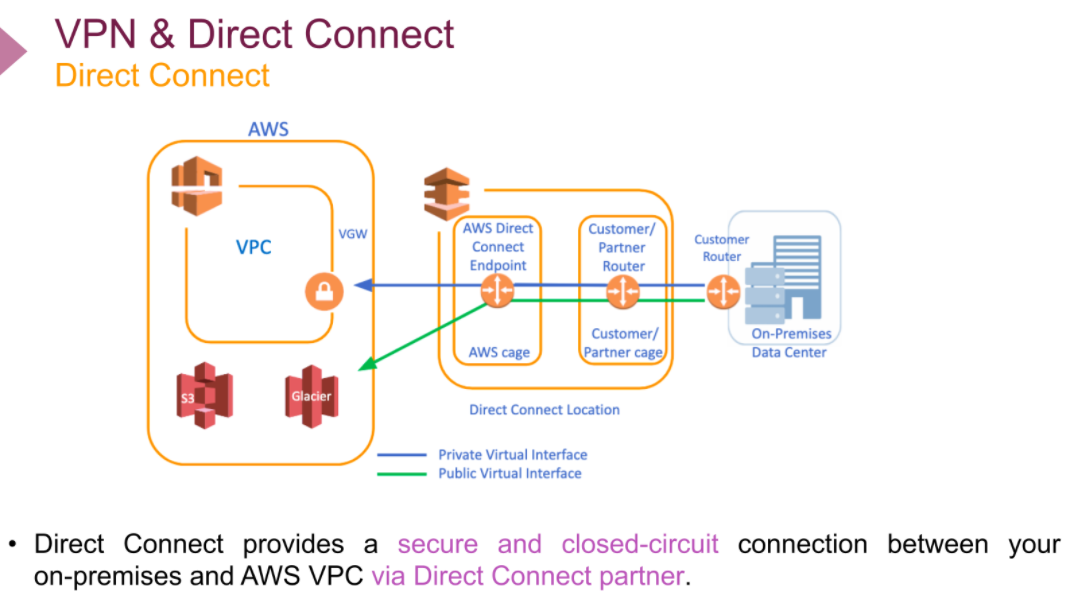 VPN & Direct Connect
Direct Connect
AWS
VPC
VGW
S3
Glacier
AWS Direct
Connect
Endpoint
AWS cage
Customer/
Partner
Router
Customer/
Partner cage
Direct Connect Location
Customer
Router
On-Premises
Data Center
Private Virtual Interface
Public Virtual Interface
• Direct Connect provides a secure and closed-circuit connection between your
on-premises and AWS VPC via Direct Connect partner.